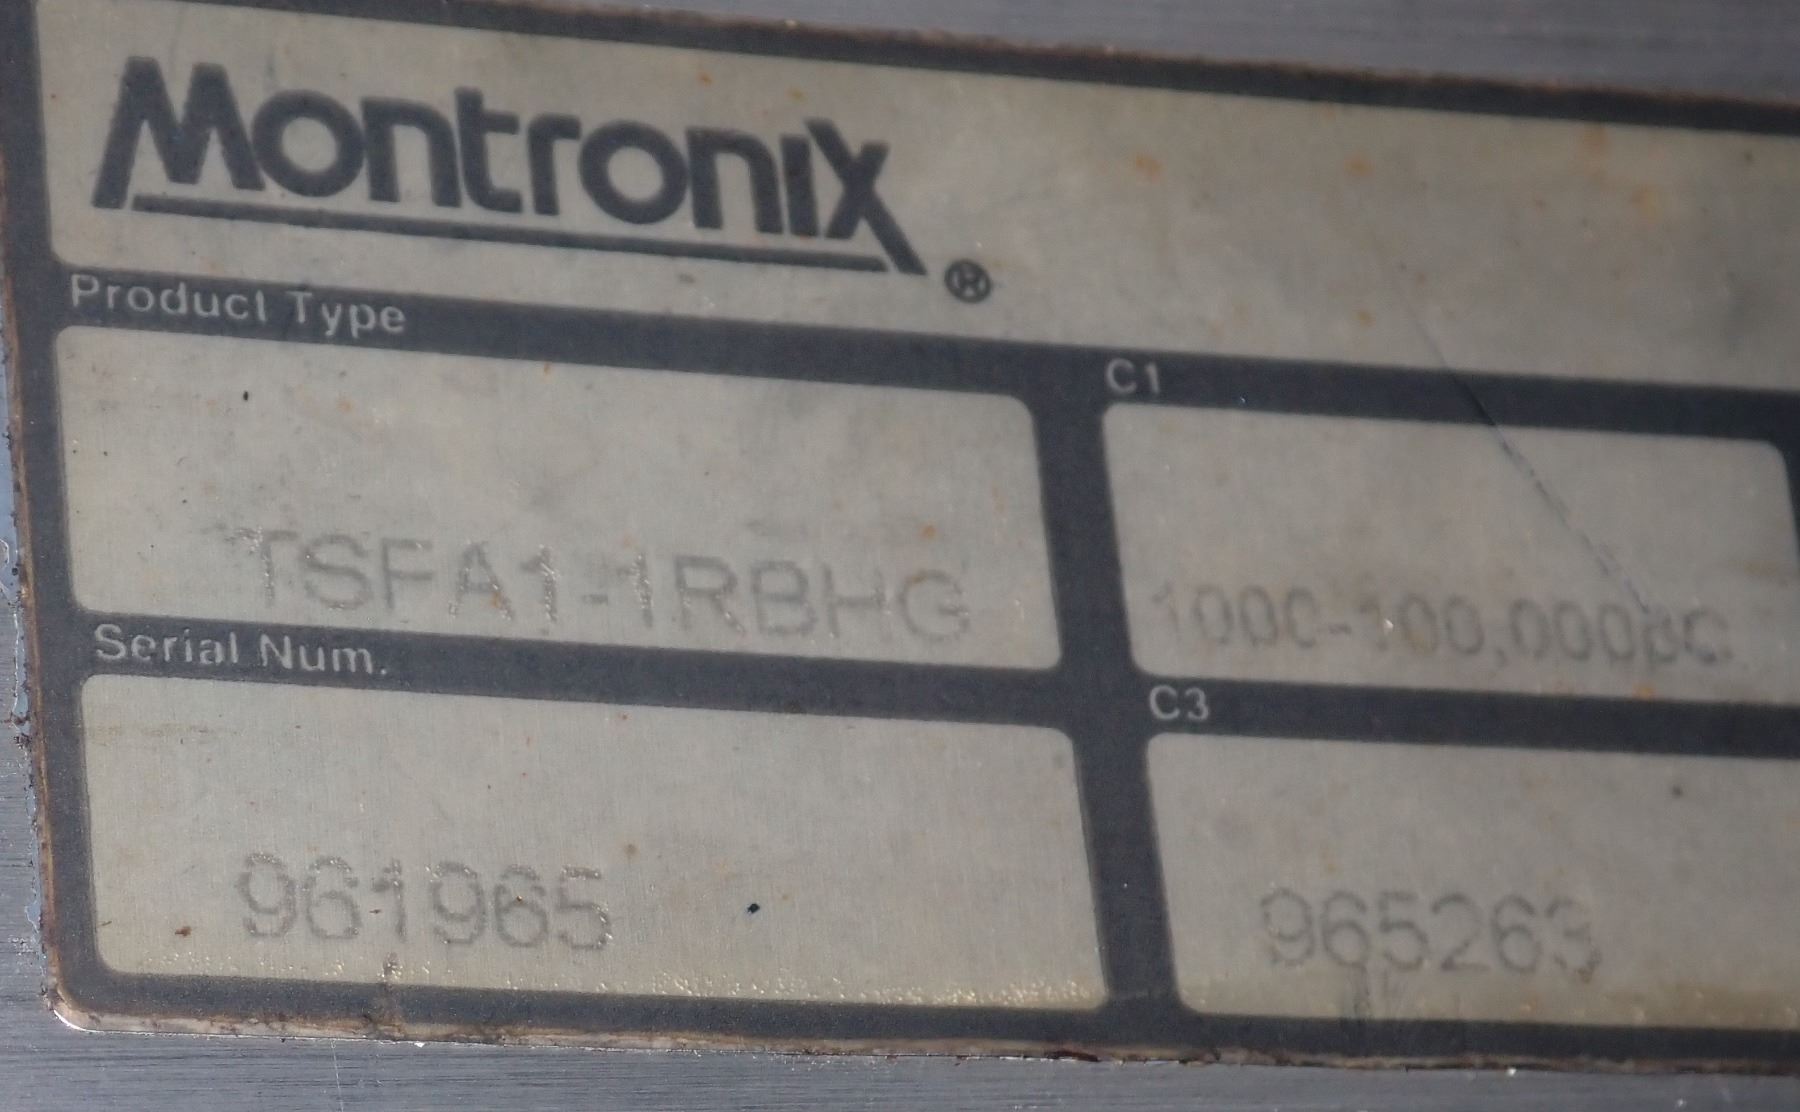 Montronix®
Product Type
C1
TSFA1-1RBHG
1000-100,000pC
Serial Num.
C3
961965
965263